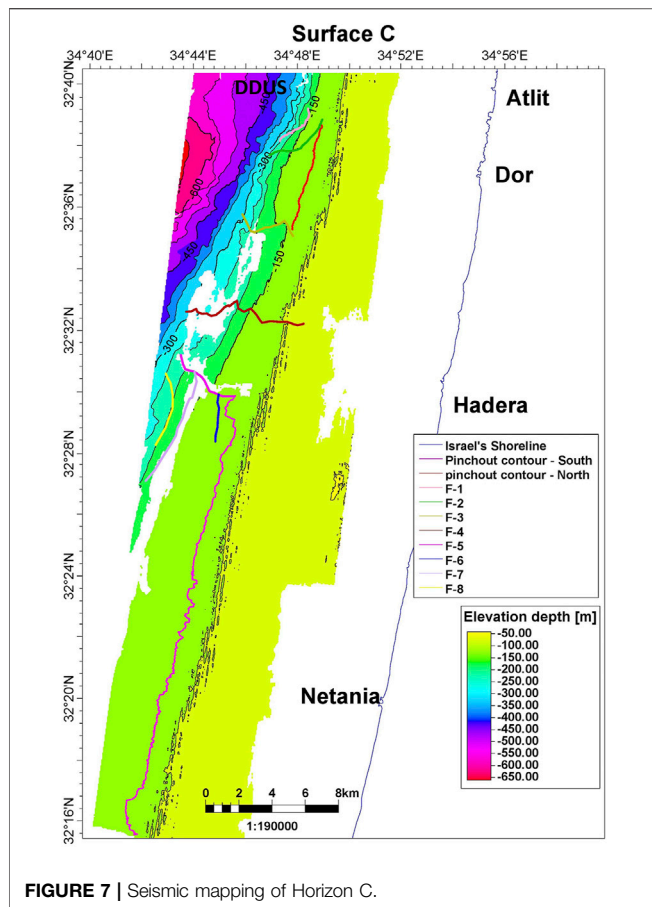 Surface C
34°40'E 34°44'E 34°48'E 34°52'E 34°56'E
32°40'N
32°36'N
32°32'N
32°28'N
32°24'N
32°20'N
32°16'N
DDUS
-450
-150
-300
-600
-450
-150
-300
Atlit
Dor
Hadera
Netania
Israel's Shoreline
Pinchout contour - South
pinchout contour - North
F-1
F-2
F-3
F-4
F-5
F-6
F-7
F-8
Elevation depth [m]
-50.00
-100.00
-150.00
-200.00
-250.00
-300.00
-350.00
-400.00
-450.00
-500.00
-550.00
-600.00
-650.00
0 2 4 6 8km
1:190000
FIGURE 7 | Seismic mapping of Horizon C.